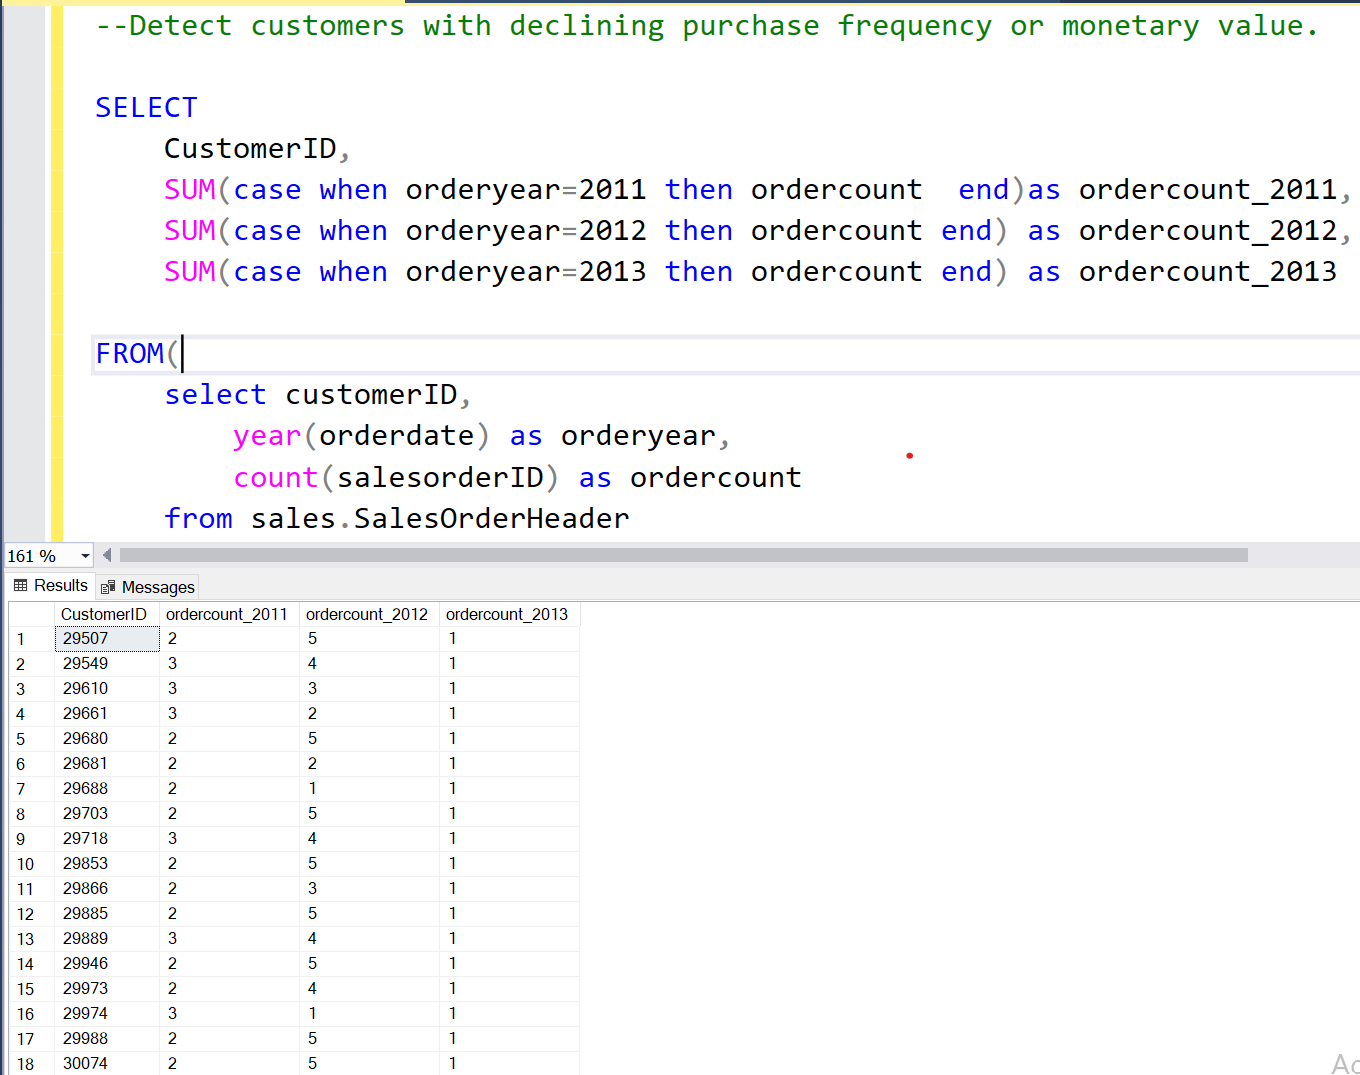 --Detect customers with declining purchase frequency or monetary value.
SELECT
CustomerID,
SUM(case when orderyear=2011 then ordercount  end)as ordercount_2011,
SUM(case when orderyear=2012 then ordercount end) as ordercount_2012,
SUM(case when orderyear=2013 then ordercount end) as ordercount_2013
FROM(
select customerID,
year(orderdate) as orderyear,
count(salesorderID) as ordercount
from sales.SalesOrderHeader
161 %
Results Messages
CustomerID ordercount_2011 ordercount_2012 ordercount_2013
1 29507 2 5 1
2 29549 3 4 1
3 29610 3 3 1
4 29661 3 2 1
5 29680 2 5 1
6 29681 2 2 1
7 29688 2 1 1
8 29703 2 5 1
9 29718 3 4 1
10 29853 2 5 1
11 29866 2 3 1
12 29885 2 5 1
13 29889 3 4 1
14 29946 2 5 1
15 29973 2 4 1
16 29974 3 1 1
17 29988 2 5 1
18 30074 2 5 1